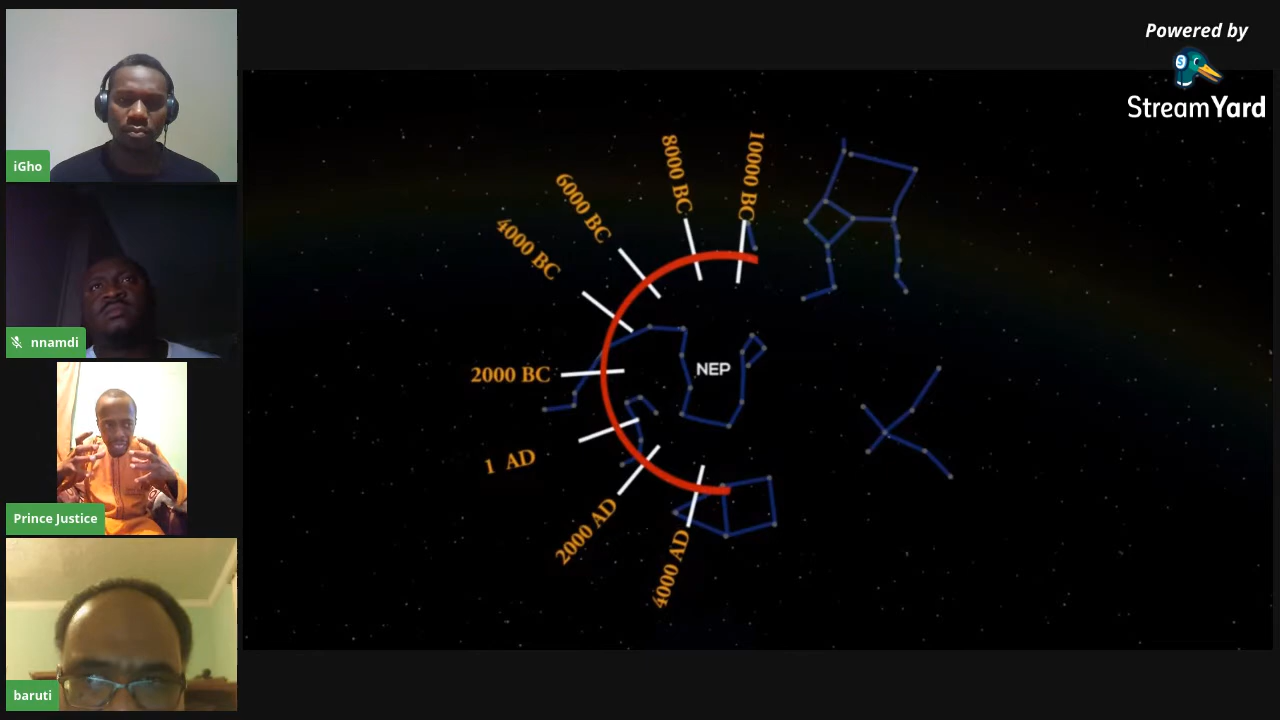 Powered by
StreamYard
iGho
nnamdi
Prince Justice
baruti
10000 BC
8000 BC
6000 BC
4000 BC
2000 BC
1 AD
2000 AD
4000 AD
NEP